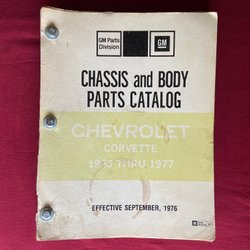 GM Parts
Division
GM
CHASSIS and BODY
PARTS CATALOG
CHEVROLET
CORVETTE
1953 THRU 1977
EFFECTIVE SEPTEMBER, 1976